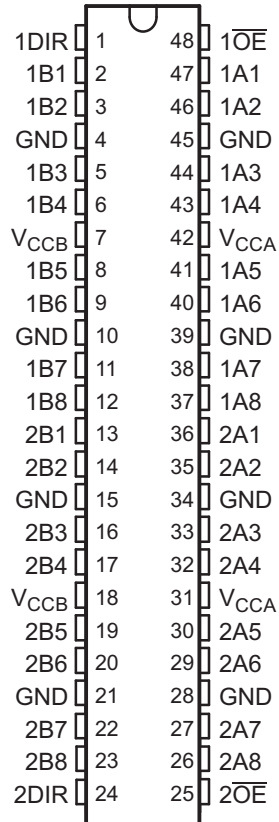 1DIR 1 48 1O̅E̅
1B1 2 47 1A1
1B2 3 46 1A2
GND 4 45 GND
1B3 5 44 1A3
1B4 6 43 1A4
VCCB 7 42 VCCA
1B5 8 41 1A5
1B6 9 40 1A6
GND 10 39 GND
1B7 11 38 1A7
1B8 12 37 1A8
2B1 13 36 2A1
2B2 14 35 2A2
GND 15 34 GND
2B3 16 33 2A3
2B4 17 32 2A4
VCCB 18 31 VCCA
2B5 19 30 2A5
2B6 20 29 2A6
GND 21 28 GND
2B7 22 27 2A7
2B8 23 26 2A8
2DIR 24 25 2O̅E̅